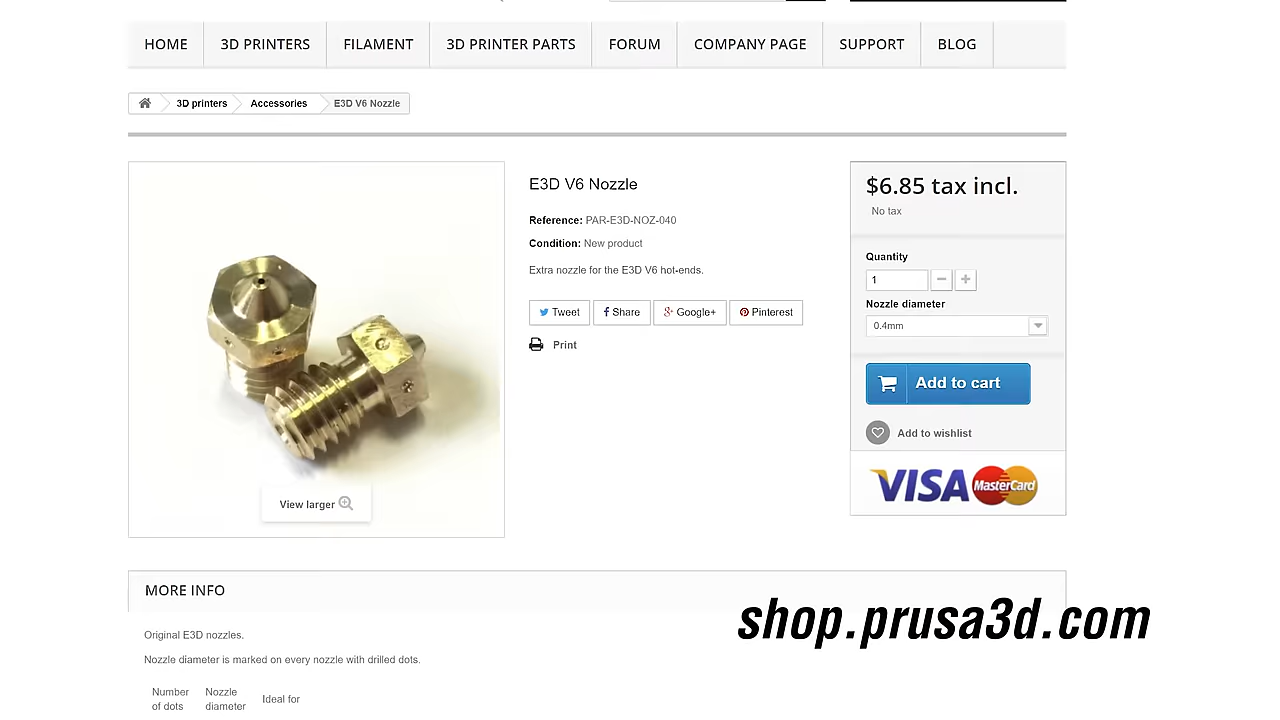 HOME 3D PRINTERS FILAMENT 3D PRINTER PARTS FORUM COMPANY PAGE SUPPORT BLOG
3D printers Accessories E3D V6 Nozzle
E3D V6 Nozzle
Reference: PAR-E3D-NOZ-040
Condition: New product
Extra nozzle for the E3D V6 hot-ends.
Tweet Share Google+ Pinterest
Print
View larger
$6.85 tax incl.
No tax
Quantity
1
Nozzle diameter
0.4mm
Add to cart
Add to wishlist
VISA MasterCard
MORE INFO
shop.prusa3d.com
Original E3D nozzles.
Nozzle diameter is marked on every nozzle with drilled dots.
Number of dots
Nozzle diameter
Ideal for